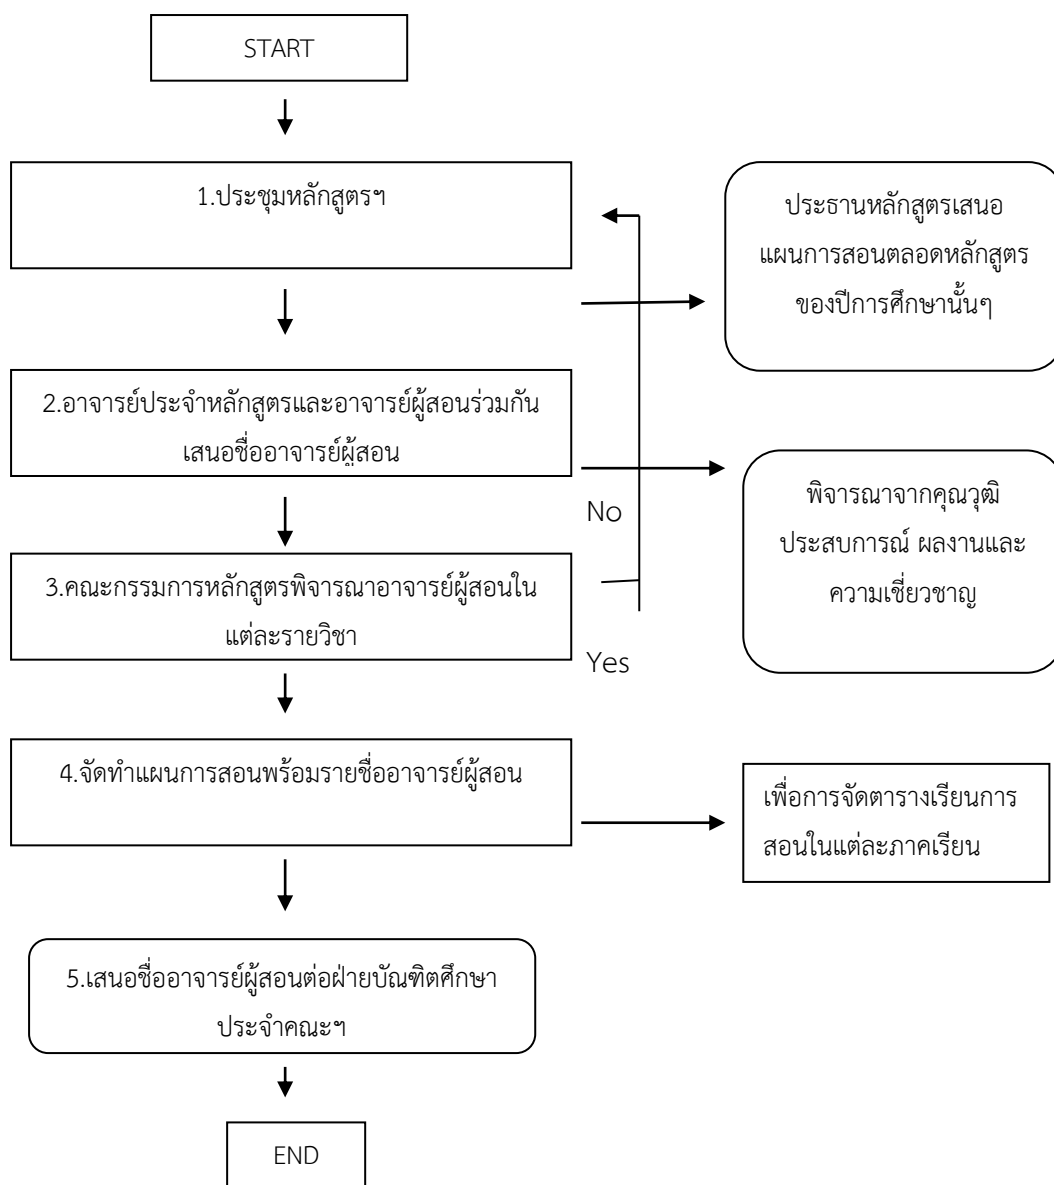 START
1.ประชุมหลักสูตรฯ
ประธานหลักสูตรเสนอ
แผนการสอนตลอดหลักสูตร
ของปีการศึกษานั้นๆ
2.อาจารย์ประจำหลักสูตรและอาจารย์ผู้สอนร่วมกัน
เสนอชื่ออาจารย์ผู้สอน
พิจารณาจากคุณวุฒิ
ประสบการณ์ ผลงานและ
ความเชี่ยวชาญ
No
3.คณะกรรมการหลักสูตรพิจารณาอาจารย์ผู้สอนใน
แต่ละรายวิชา
Yes
4.จัดทำแผนการสอนพร้อมรายชื่ออาจารย์ผู้สอน
เพื่อการจัดตารางเรียนการ
สอนในแต่ละภาคเรียน
5.เสนอชื่ออาจารย์ผู้สอนต่อฝ่ายบัณฑิตศึกษา
ประจำคณะฯ
END